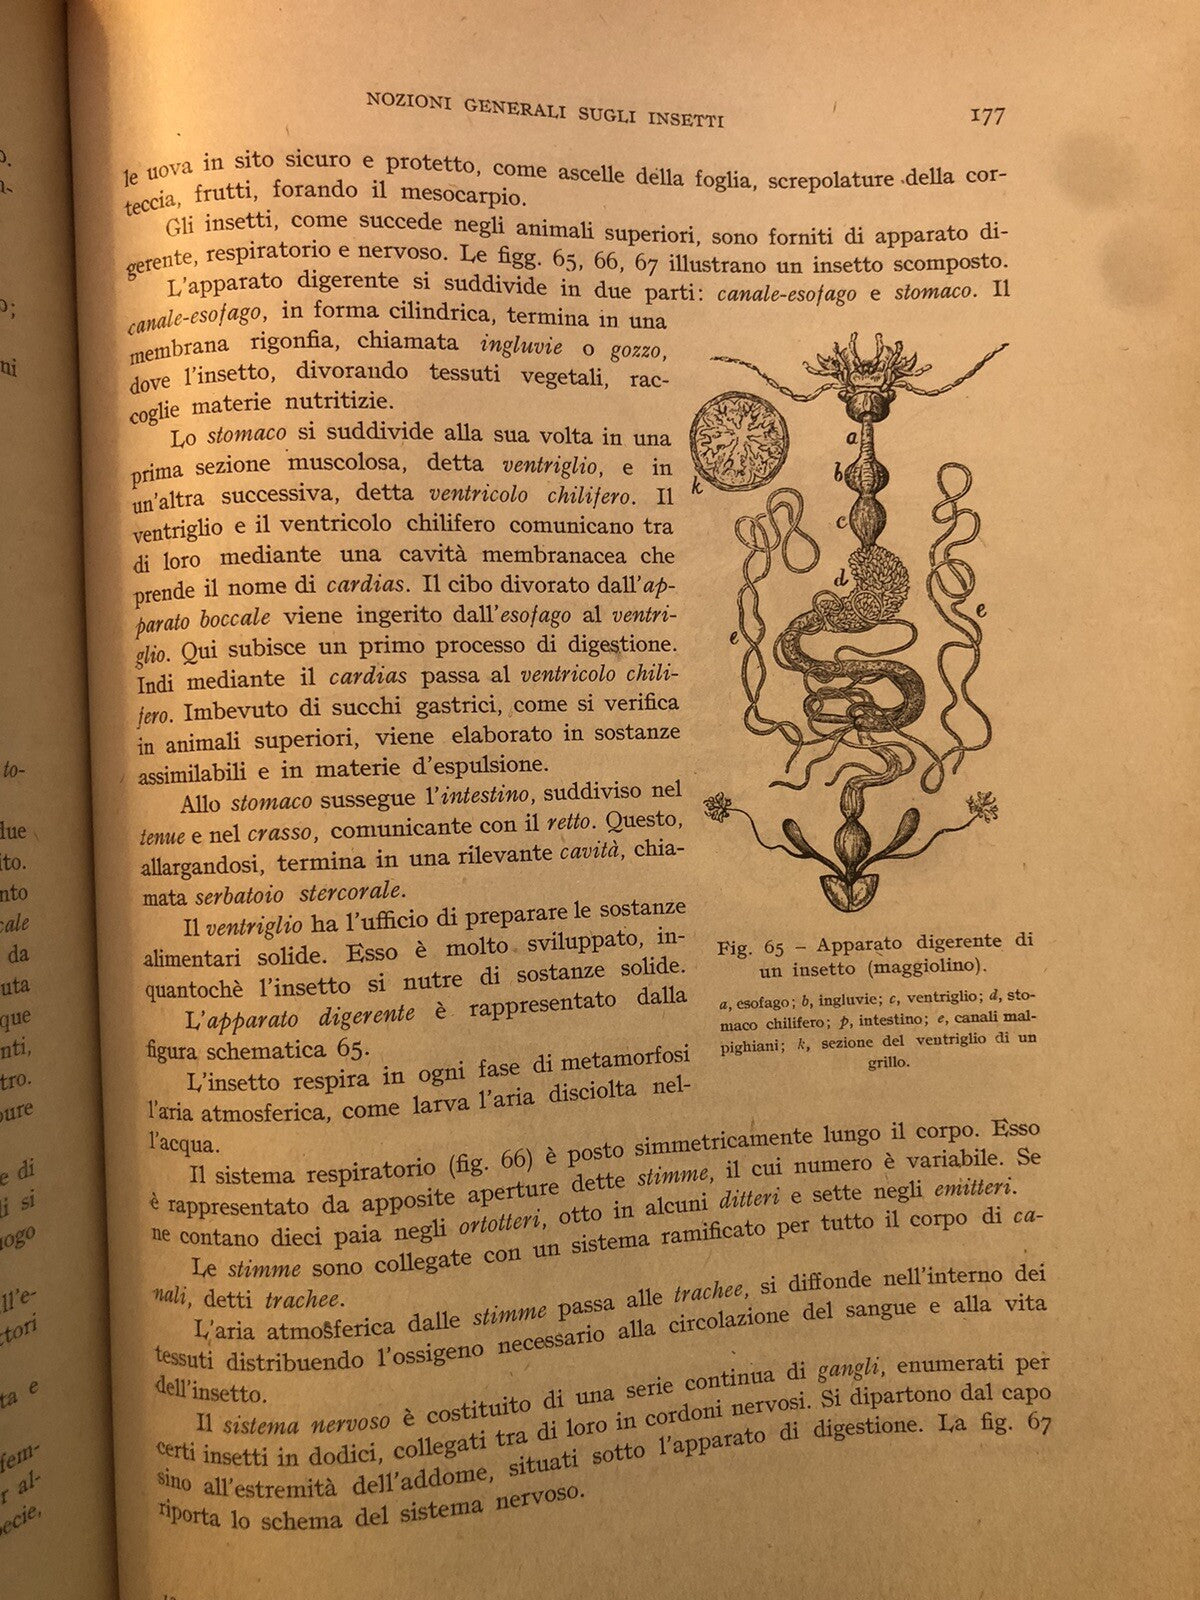 NOZIONI GENERALI SUGLI INSETTI 177
le uova in sito sicuro e protetto, come ascelle della foglia, screpolature della cor-
teccia, frutti, forando il mesocarpio.
Gli insetti, come succede negli animali superiori, sono forniti di apparato di-
gerente, respiratorio e nervoso. Le figg. 65, 66, 67 illustrano un insetto scomposto.
L'apparato digerente si suddivide in due parti: canale-esofago e stomaco. Il
canale-esofago, in forma cilindrica, termina in una
membrana rigonfia, chiamata ingluvie o gozzo,
dove l'insetto, divorando tessuti vegetali, rac-
coglie materie nutritizie.
Lo stomaco si suddivide alla sua volta in una
prima sezione muscolosa, detta ventriglio, e in
un'altra successiva, detta ventricolo chilifero. Il
ventriglio e il ventricolo chilifero comunicano tra
di loro mediante una cavità membranacea che
prende il nome di cardias. Il cibo divorato dall'ap-
parato boccale viene ingerito dall'esofago al ventri-
glio. Qui subisce un primo processo di digestione.
Indi mediante il cardias passa al ventricolo chili-
fero. Imbevuto di succhi gastrici, come si verifica
in animali superiori, viene elaborato in sostanze
assimilabili e in materie d'espulsione.
Allo stomaco sussegue l'intestino, suddiviso nel
tenue e nel crasso, comunicante con il retto. Questo,
allargandosi, termina in una rilevante cavità, chia-
mata serbatoio stercorale.
Il ventriglio ha l'ufficio di preparare le sostanze
alimentari solide. Esso è molto sviluppato, in-
quantochè l'insetto si nutre di sostanze solide.
L'apparato digerente è rappresentato dalla
figura schematica 65.
L'insetto respira in ogni fase di metamorfosi
l'aria atmosferica, come larva l'aria disciolta nel-
l'acqua.
a
b
k
c
d
e
e
Fig. 65 – Apparato digerente di
un insetto (maggiolino).
a, esofago; b, ingluvie; c, ventriglio; d, sto-
maco chilifero; p, intestino; e, canali mal-
pighiani; k, sezione del ventriglio di un
grillo.
Il sistema respiratorio (fig. 66) è posto simmetricamente lungo il corpo. Esso
è rappresentato da apposite aperture dette stimme, il cui numero è variabile. Se
ne contano dieci paia negli ortotteri, otto in alcuni ditteri e sette negli emitteri.
Le stimme sono collegate con un sistema ramificato per tutto il corpo di ca-
nali, detti trachee.
L'aria atmosferica dalle stimme passa alle trachee, si diffonde nell'interno dei
tessuti distribuendo l'ossigeno necessario alla circolazione del sangue e alla vita
dell'insetto.
Il sistema nervoso è costituito di una serie continua di gangli, enumerati per
certi insetti in dodici, collegati tra di loro in cordoni nervosi. Si dipartono dal capo
sino all'estremità dell'addome, situati sotto l'apparato di digestione. La fig. 67
riporta lo schema del sistema nervoso.